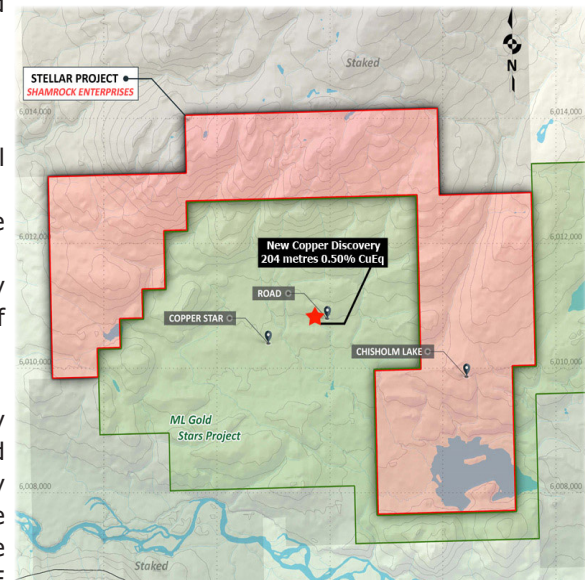 Staked
N
STELLAR PROJECT
SHAMROCK ENTERPRISES
6,014,000
6,014,000
6,012,000
6,012,000
New Copper Discovery
204 metres 0.50% CuEq
ROAD
COPPER STAR
CHISHOLM LAKE
6,010,000
6,010,000
ML Gold
Stars Project
6,008,000
6,008,000
Staked